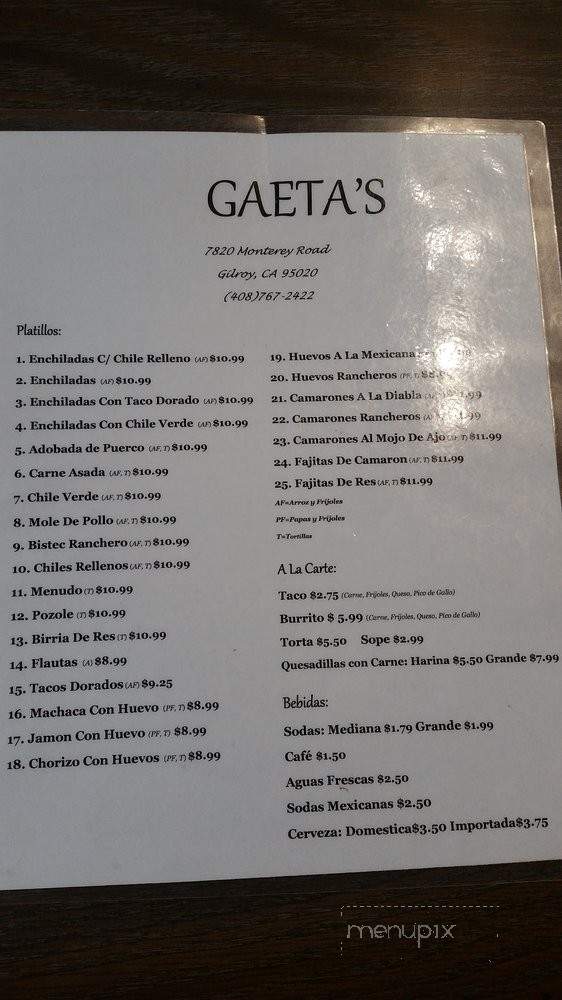 GAETA'S
7820 Monterey Road
Gilroy, CA 95020
(408)767-2422
Platillos:
1. Enchiladas C/ Chile Relleno (AF) $10.99
2. Enchiladas (AF) $10.99
3. Enchiladas Con Taco Dorado (AF) $10.99
4. Enchiladas Con Chile Verde (AF) $10.99
5. Adobada de Puerco (AF, T) $10.99
6. Carne Asada (AF, T) $10.99
7. Chile Verde (AF, T) $10.99
8. Mole De Pollo (AF, T) $10.99
9. Bistec Ranchero (AF, T) $10.99
10. Chiles Rellenos (AF, T) $10.99
11. Menudo (T) $10.99
12. Pozole (T) $10.99
13. Birria De Res (T) $10.99
14. Flautas (A) $8.99
15. Tacos Dorados (AF) $9.25
16. Machaca Con Huevo (PF, T) $8.99
17. Jamon Con Huevo (PF, T) $8.99
18. Chorizo Con Huevos (PF, T) $8.99
19. Huevos A La Mexicana
20. Huevos Rancheros (PF, T)
21. Camarones A La Diabla
22. Camarones Rancheros
23. Camarones Al Mojo De Ajo (AF, T) $11.99
24. Fajitas De Camaron (AF, T) $11.99
25. Fajitas De Res (AF, T) $11.99
AF=Arroz y Frijoles
PF=Papas y Frijoles
T=Tortillas
A La Carte:
Taco $2.75 (Carne, Frijoles, Queso, Pico de Gallo)
Burrito $ 5.99 (Carne, Frijoles, Queso, Pico de Gallo)
Torta $5.50 Sope $2.99
Quesadillas con Carne: Harina $5.50 Grande $7.99
Bebidas:
Sodas: Mediana $1.79 Grande $1.99
Café $1.50
Aguas Frescas $2.50
Sodas Mexicanas $2.50
Cerveza: Domestica$3.50 Importada$3.75
menupix